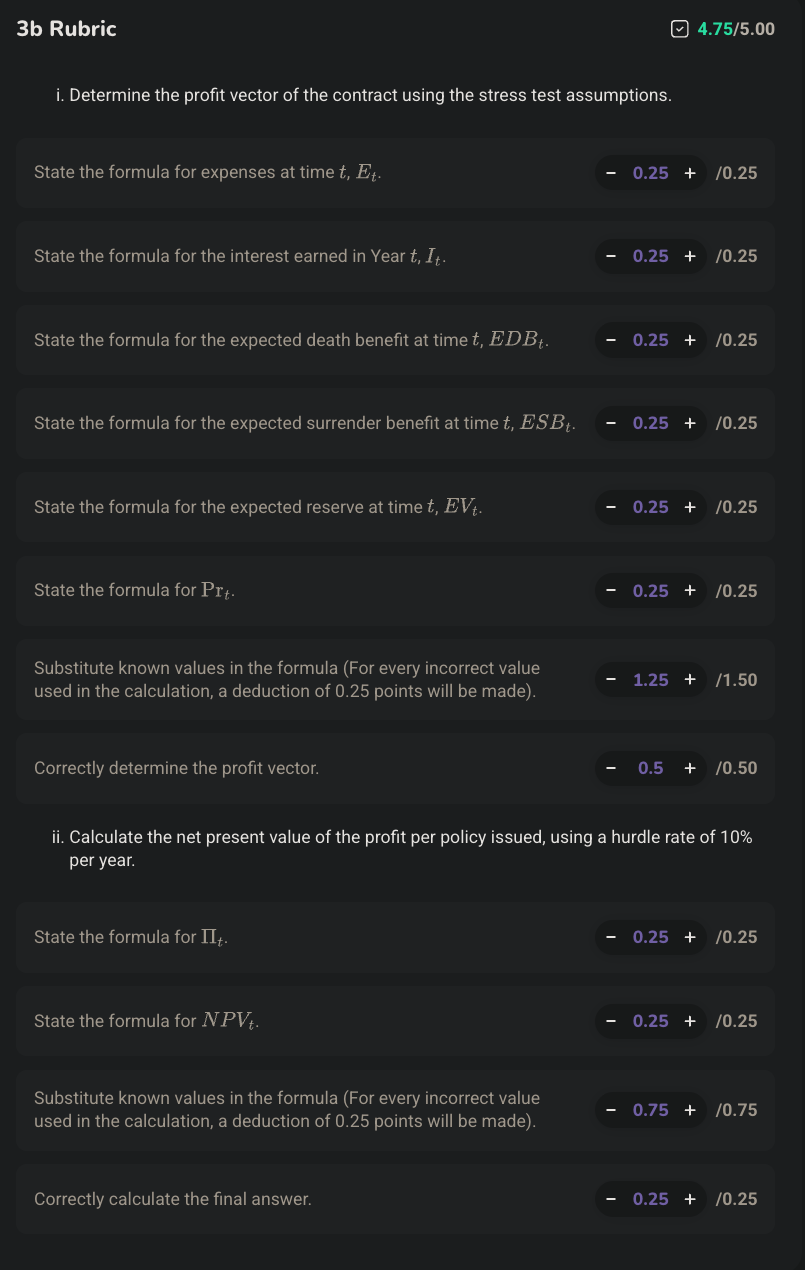 3b Rubric
4.75/5.00
i. Determine the profit vector of the contract using the stress test assumptions.
State the formula for expenses at time t, E_t.
− 0.25 + /0.25
State the formula for the interest earned in Year t, I_t.
− 0.25 + /0.25
State the formula for the expected death benefit at time t, EDB_t.
− 0.25 + /0.25
State the formula for the expected surrender benefit at time t, ESB_t.
− 0.25 + /0.25
State the formula for the expected reserve at time t, EV_t.
− 0.25 + /0.25
State the formula for Pr_t.
− 0.25 + /0.25
Substitute known values in the formula (For every incorrect value
used in the calculation, a deduction of 0.25 points will be made).
− 1.25 + /1.50
Correctly determine the profit vector.
− 0.5 + /0.50
ii. Calculate the net present value of the profit per policy issued, using a hurdle rate of 10%
per year.
State the formula for Π_t.
− 0.25 + /0.25
State the formula for NPV_t.
− 0.25 + /0.25
Substitute known values in the formula (For every incorrect value
used in the calculation, a deduction of 0.25 points will be made).
− 0.75 + /0.75
Correctly calculate the final answer.
− 0.25 + /0.25